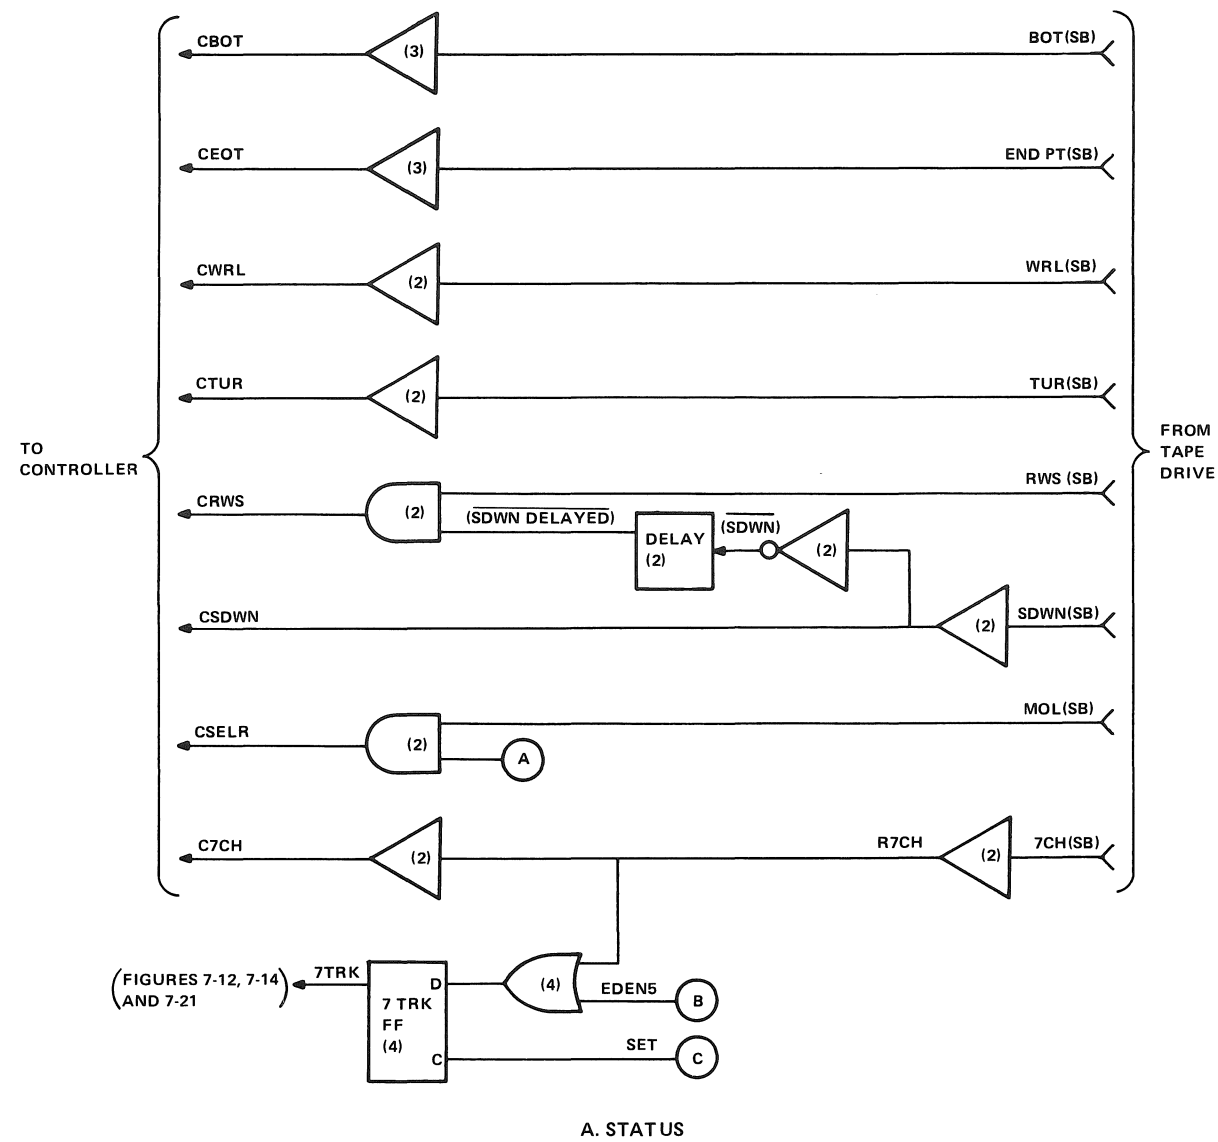 CBOT (3) BOT(SB)
CEOT (3) END PT(SB)
CWRL (2) WRL(SB)
CTUR (2) TUR(SB)
TO
CONTROLLER
FROM
TAPE
DRIVE
CRWS (2) RWS (SB)
(SDWN DELAYED)
DELAY
(2)
(SDWN)
(2)
CSDWN (2) SDWN(SB)
CSELR (2) MOL(SB)
A
C7CH (2) R7CH (2) 7CH(SB)
(FIGURES 7-12, 7-14
AND 7-21)
7TRK
D
7 TRK
FF
(4)
C
(4)
EDEN5 B
SET C
A. STATUS